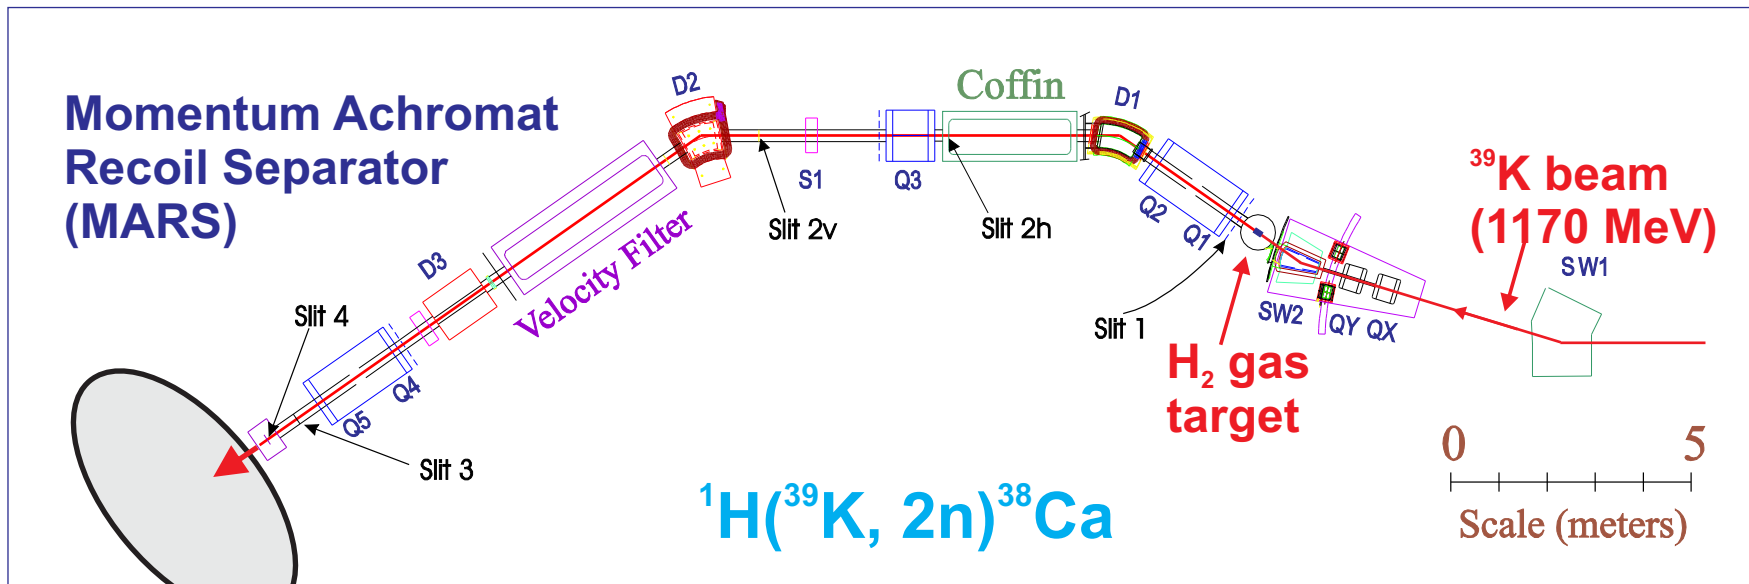 Momentum Achromat
Recoil Separator
(MARS)
D2
Coffin
D1
³⁹K beam
(1170 MeV)
SW1
S1
Q3
Slit 2v
Slit 2h
Q2
Q1
Velocity Filter
D3
Slit 4
Slit 1
SW2
QY
QX
H₂ gas
target
Q4
Q5
Slit 3
0
5
Scale (meters)
¹H(³⁹K, 2n)³⁸Ca